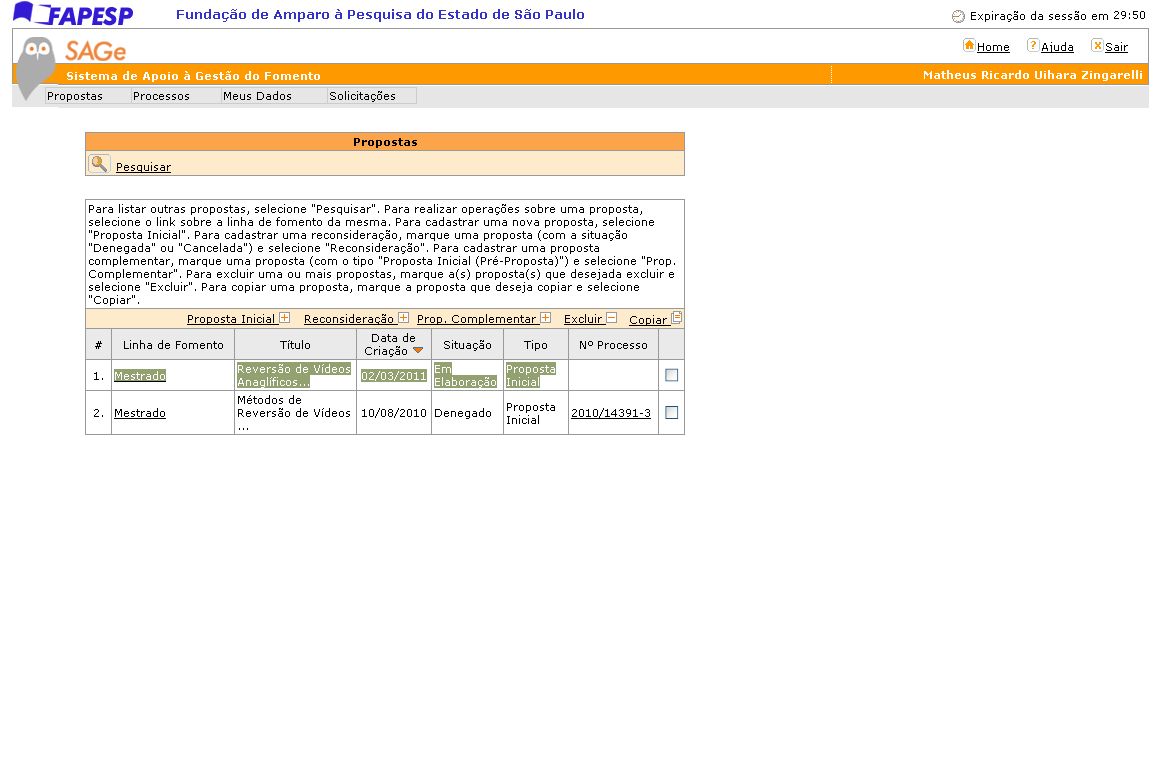 FAPESP Fundação de Amparo à Pesquisa do Estado de São Paulo Expiração da sessão em 29:50
SAGe Home ? Ajuda x Sair
Sistema de Apoio à Gestão do Fomento Matheus Ricardo Uihara Zingarelli
Propostas Processos Meus Dados Solicitações
Propostas
Pesquisar
Para listar outras propostas, selecione "Pesquisar". Para realizar operações sobre uma proposta,
selecione o link sobre a linha de fomento da mesma. Para cadastrar uma nova proposta, selecione
"Proposta Inicial". Para cadastrar uma reconsideração, marque uma proposta (com a situação
"Denegada" ou "Cancelada") e selecione "Reconsideração". Para cadastrar uma proposta
complementar, marque uma proposta (com o tipo "Proposta Inicial (Pré-Proposta)") e selecione "Prop.
Complementar". Para excluir uma ou mais propostas, marque a(s) proposta(s) que desejada excluir e
selecione "Excluir". Para copiar uma proposta, marque a proposta que deseja copiar e selecione
"Copiar".
Proposta Inicial Reconsideração Prop. Complementar Excluir Copiar
# Linha de Fomento Título Data de Criação Situação Tipo Nº Processo
1. Mestrado Reversão de Vídeos Anaglíficos... 02/03/2011 Em Elaboração Proposta Inicial
2. Mestrado Métodos de Reversão de Vídeos ... 10/08/2010 Denegado Proposta Inicial 2010/14391-3